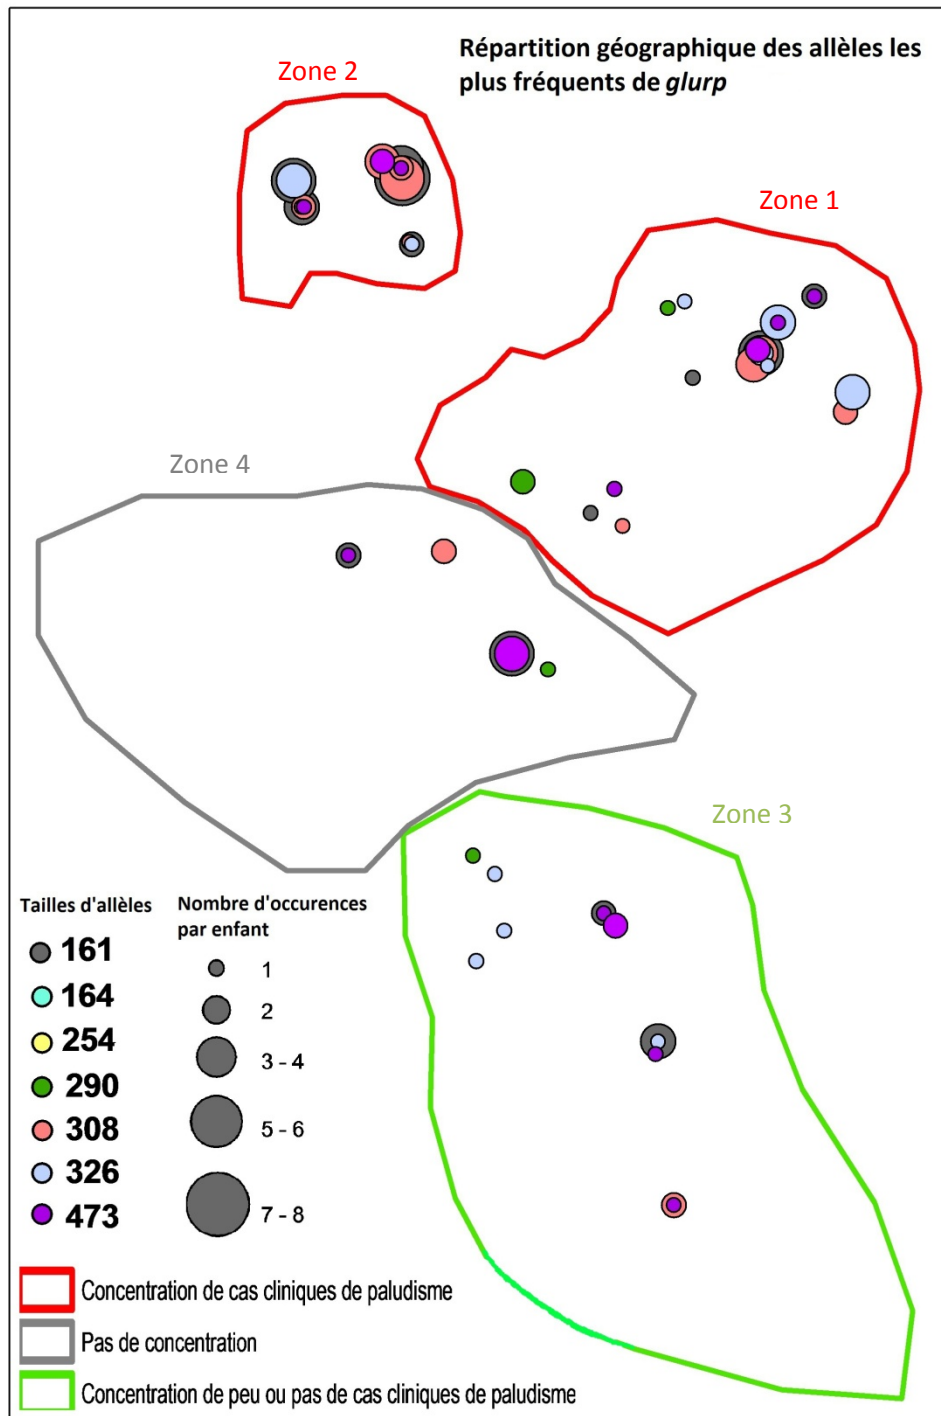 Répartition géographique des allèles les
plus fréquents de glurp
Zone 2
Zone 1
Zone 4
Zone 3
Tailles d'allèles
161
164
254
290
308
326
473
Nombre d'occurences
par enfant
1
2
3 - 4
5 - 6
7 - 8
Concentration de cas cliniques de paludisme
Pas de concentration
Concentration de peu ou pas de cas cliniques de paludisme